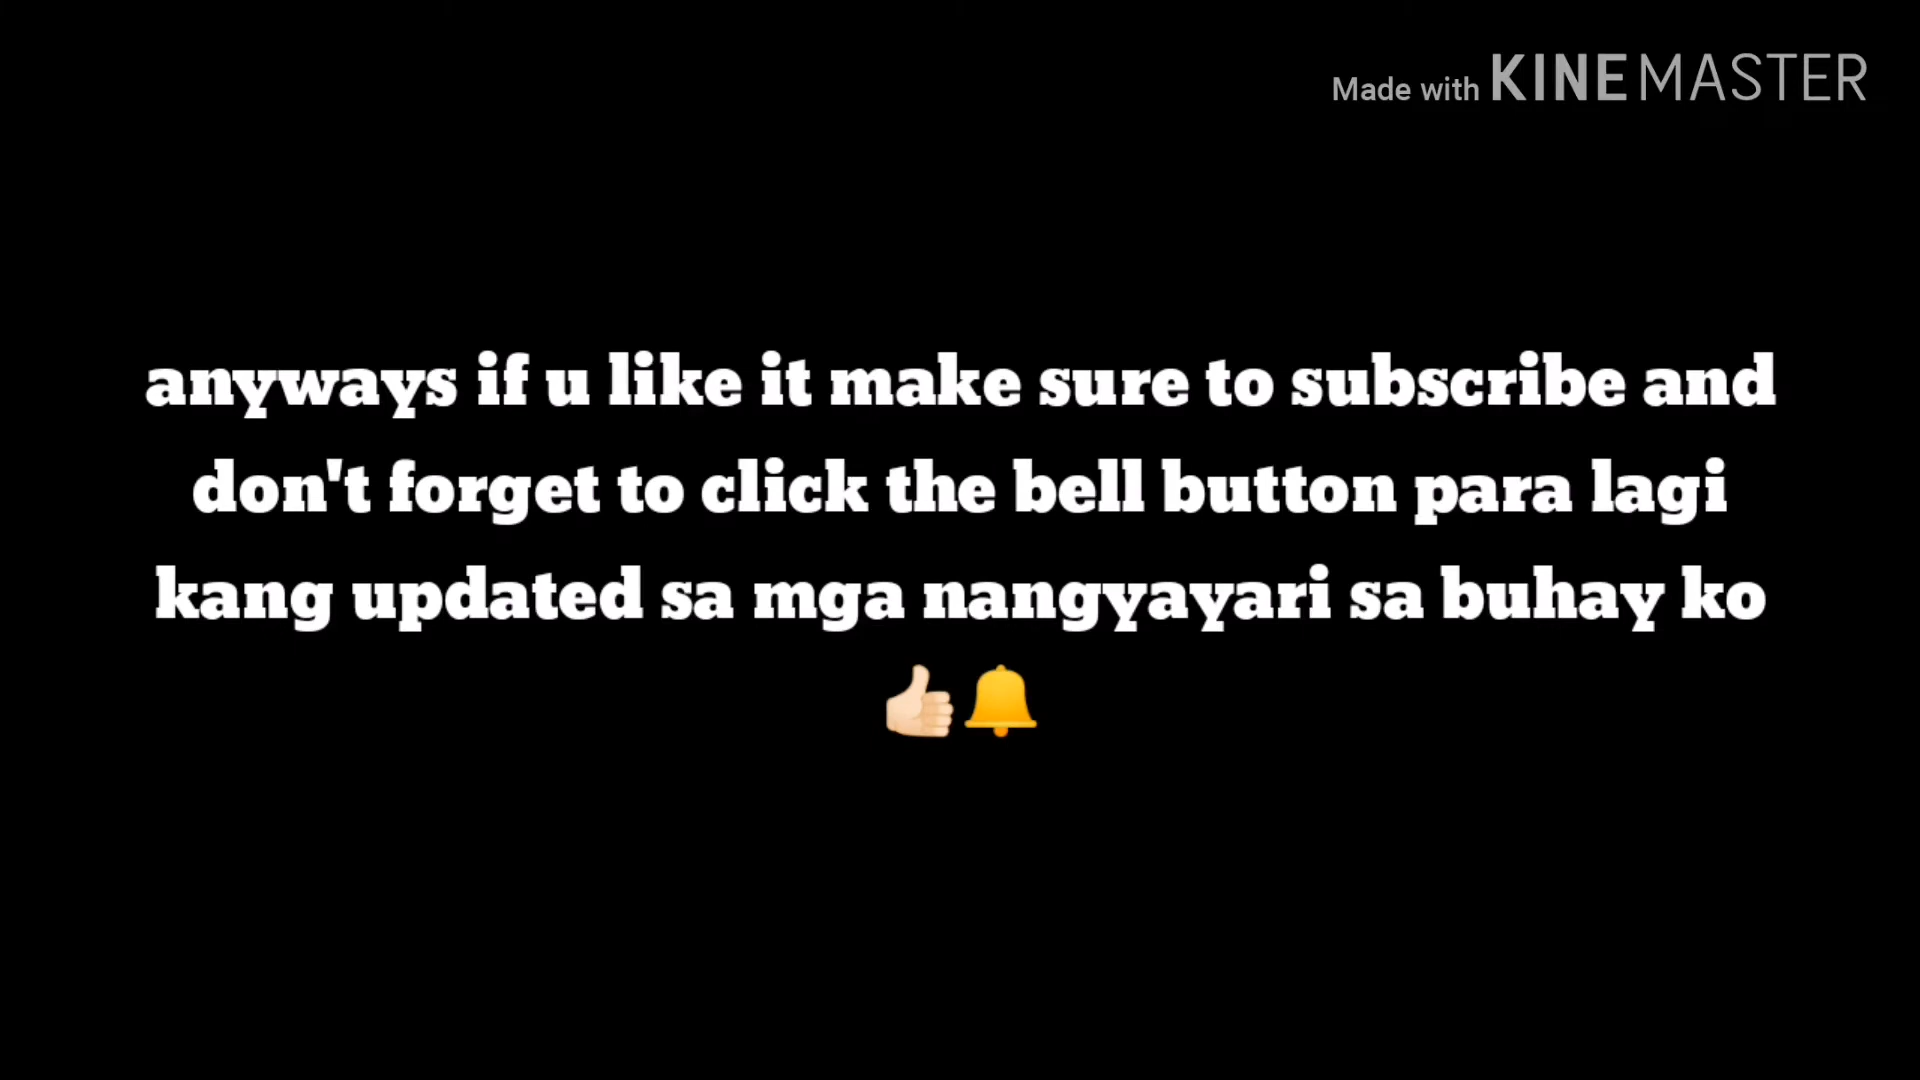 Made with KINEMASTER
anyways if u like it make sure to subscribe and
don't forget to click the bell button para lagi
kang updated sa mga nangyayari sa buhay ko
👍🏻🔔